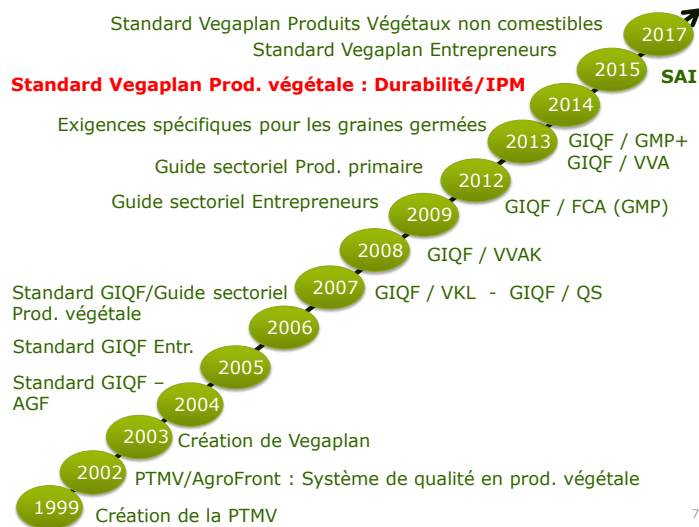 Standard Vegaplan Produits Végétaux non comestibles
2017
Standard Vegaplan Entrepreneurs
2015
SAI
Standard Vegaplan Prod. végétale : Durabilité/IPM
2014
Exigences spécifiques pour les graines germées
2013
GIQF / GMP+
GIQF / VVA
Guide sectoriel Prod. primaire
2012
Guide sectoriel Entrepreneurs
2009
GIQF / FCA (GMP)
2008
GIQF / VVAK
Standard GIQF/Guide sectoriel
Prod. végétale
2007
GIQF / VKL - GIQF / QS
2006
Standard GIQF Entr.
2005
Standard GIQF –
AGF
2004
2003
Création de Vegaplan
2002
PTMV/AgroFront : Système de qualité en prod. végétale
1999
Création de la PTMV
7